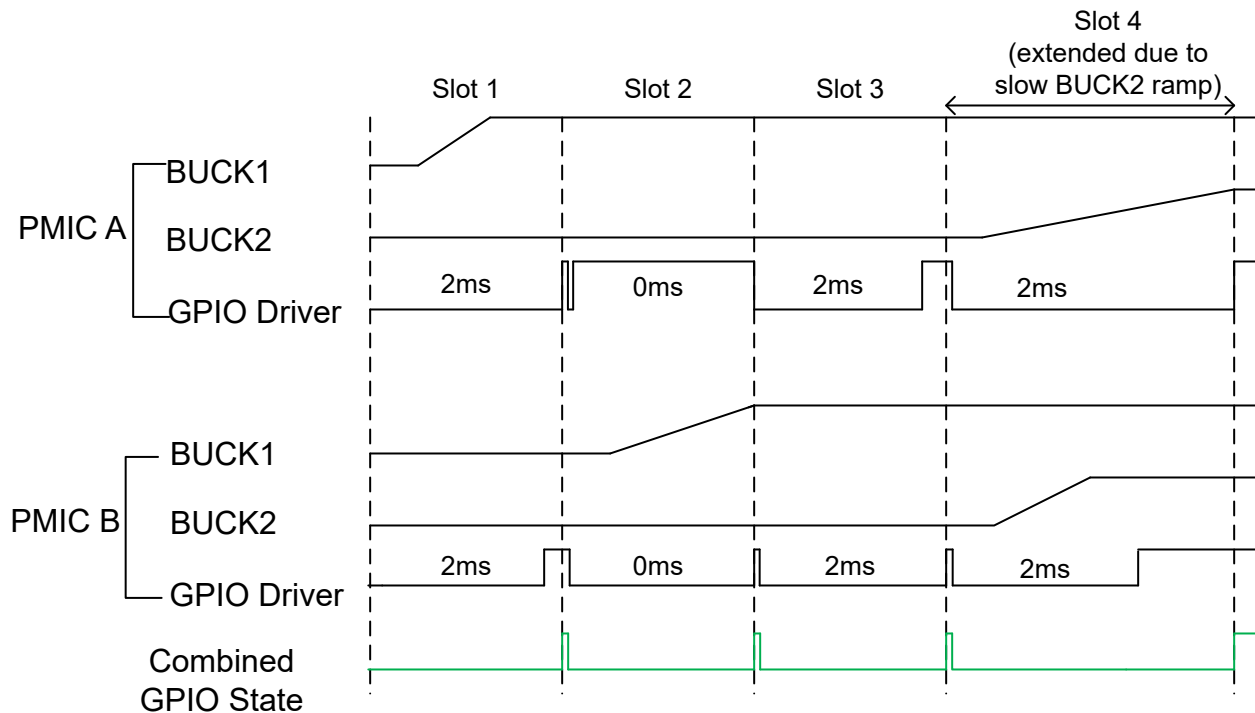 Slot 4
(extended due to
slow BUCK2 ramp)
Slot 1
Slot 2
Slot 3
PMIC A
BUCK1
BUCK2
GPIO Driver
2ms
0ms
2ms
2ms
PMIC B
BUCK1
BUCK2
GPIO Driver
2ms
0ms
2ms
2ms
Combined
GPIO State